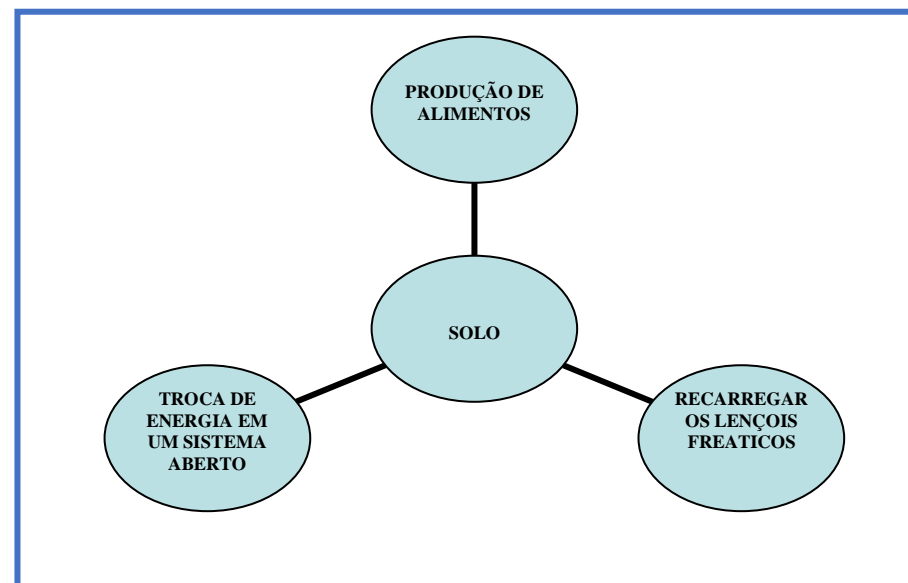 PRODUÇÃO DE
ALIMENTOS
SOLO
TROCA DE
ENERGIA EM
UM SISTEMA
ABERTO
RECARREGAR
OS LENÇOIS
FREATICOS